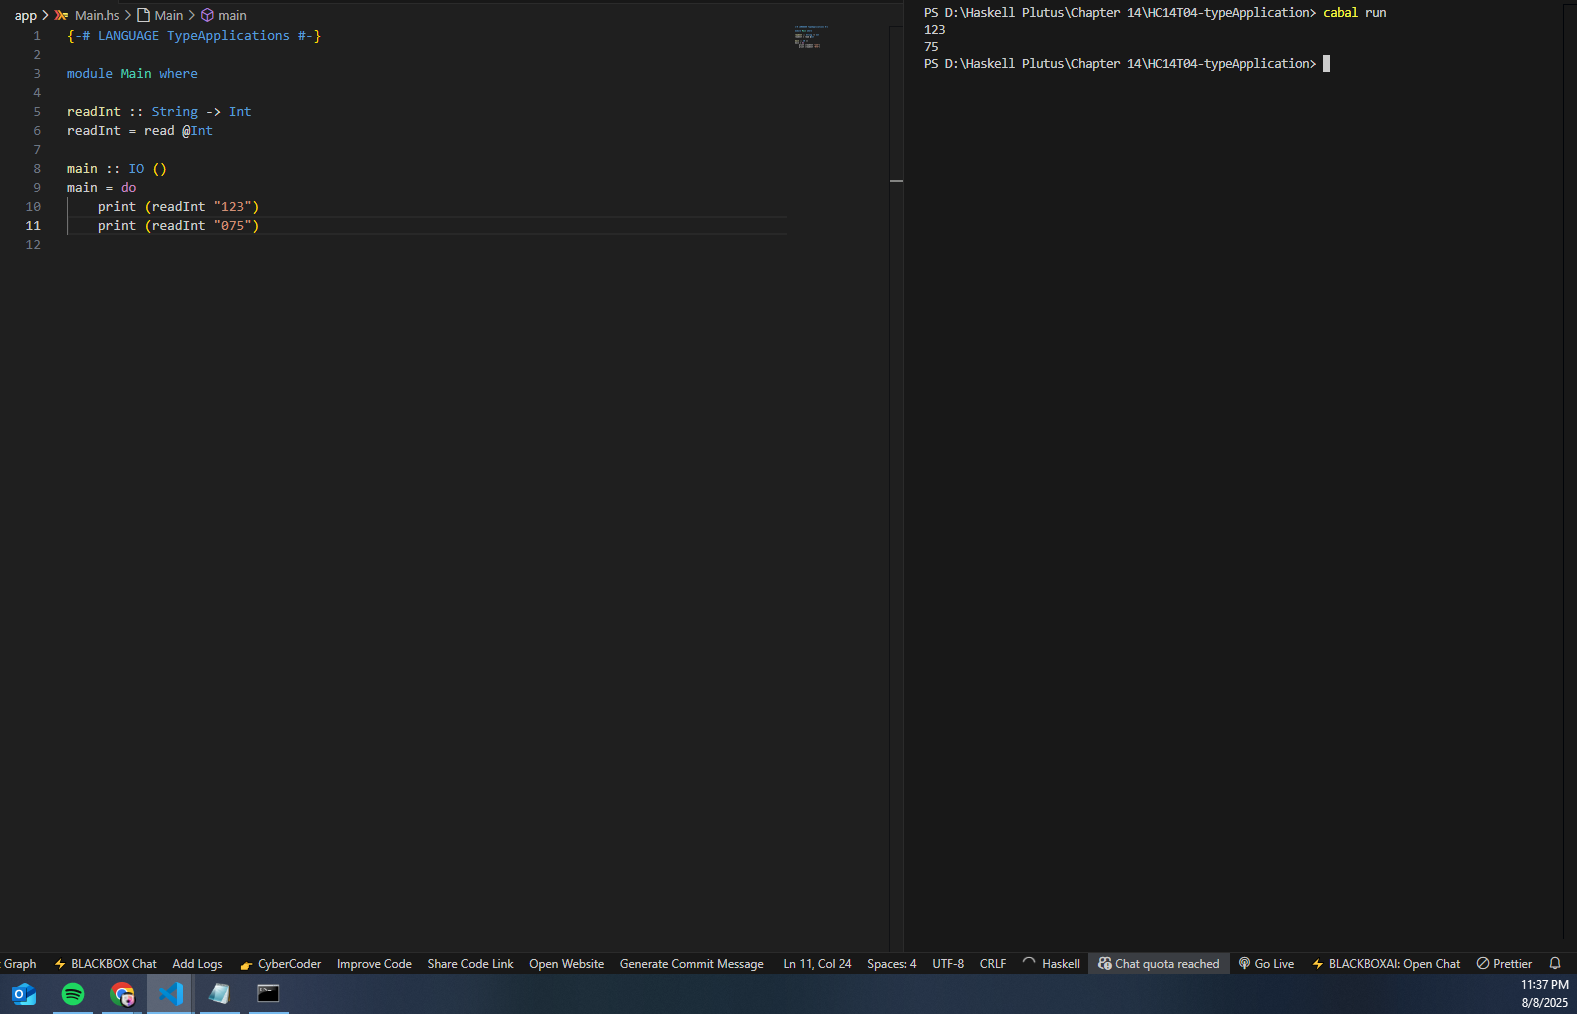 app > Main.hs > Main > main
1 {-# LANGUAGE TypeApplications #-}
2
3 module Main where
4
5 readInt :: String -> Int
6 readInt = read @Int
7
8 main :: IO ()
9 main = do
10 print (readInt "123")
11 print (readInt "075")
12
PS D:\Haskell Plutus\Chapter 14\HC14T04-typeApplication> cabal run
123
75
PS D:\Haskell Plutus\Chapter 14\HC14T04-typeApplication>
Graph BLACKBOX Chat Add Logs CyberCoder Improve Code Share Code Link Open Website Generate Commit Message Ln 11, Col 24 Spaces: 4 UTF-8 CRLF Haskell Chat quota reached Go Live BLACKBOXAI: Open Chat Prettier
11:37 PM
8/8/2025